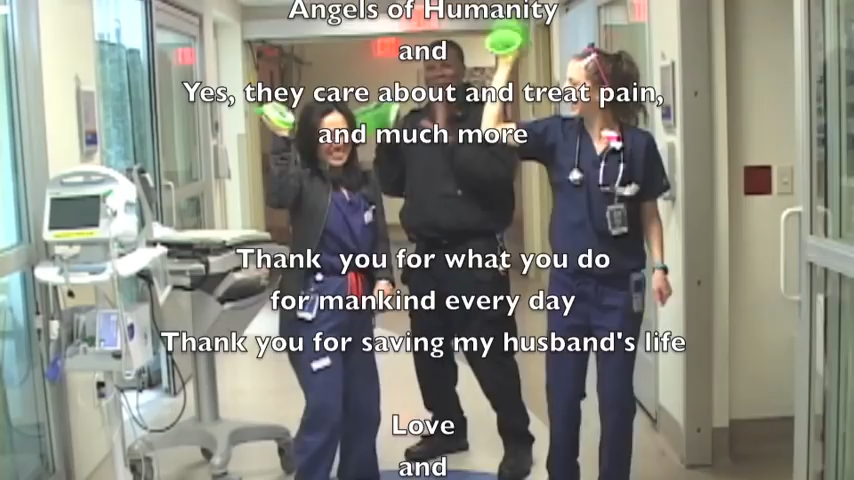 Angels of Humanity
and
Yes, they care about and treat pain,
and much more
Thank you for what you do
for mankind every day
Thank you for saving my husband's life
Love
and